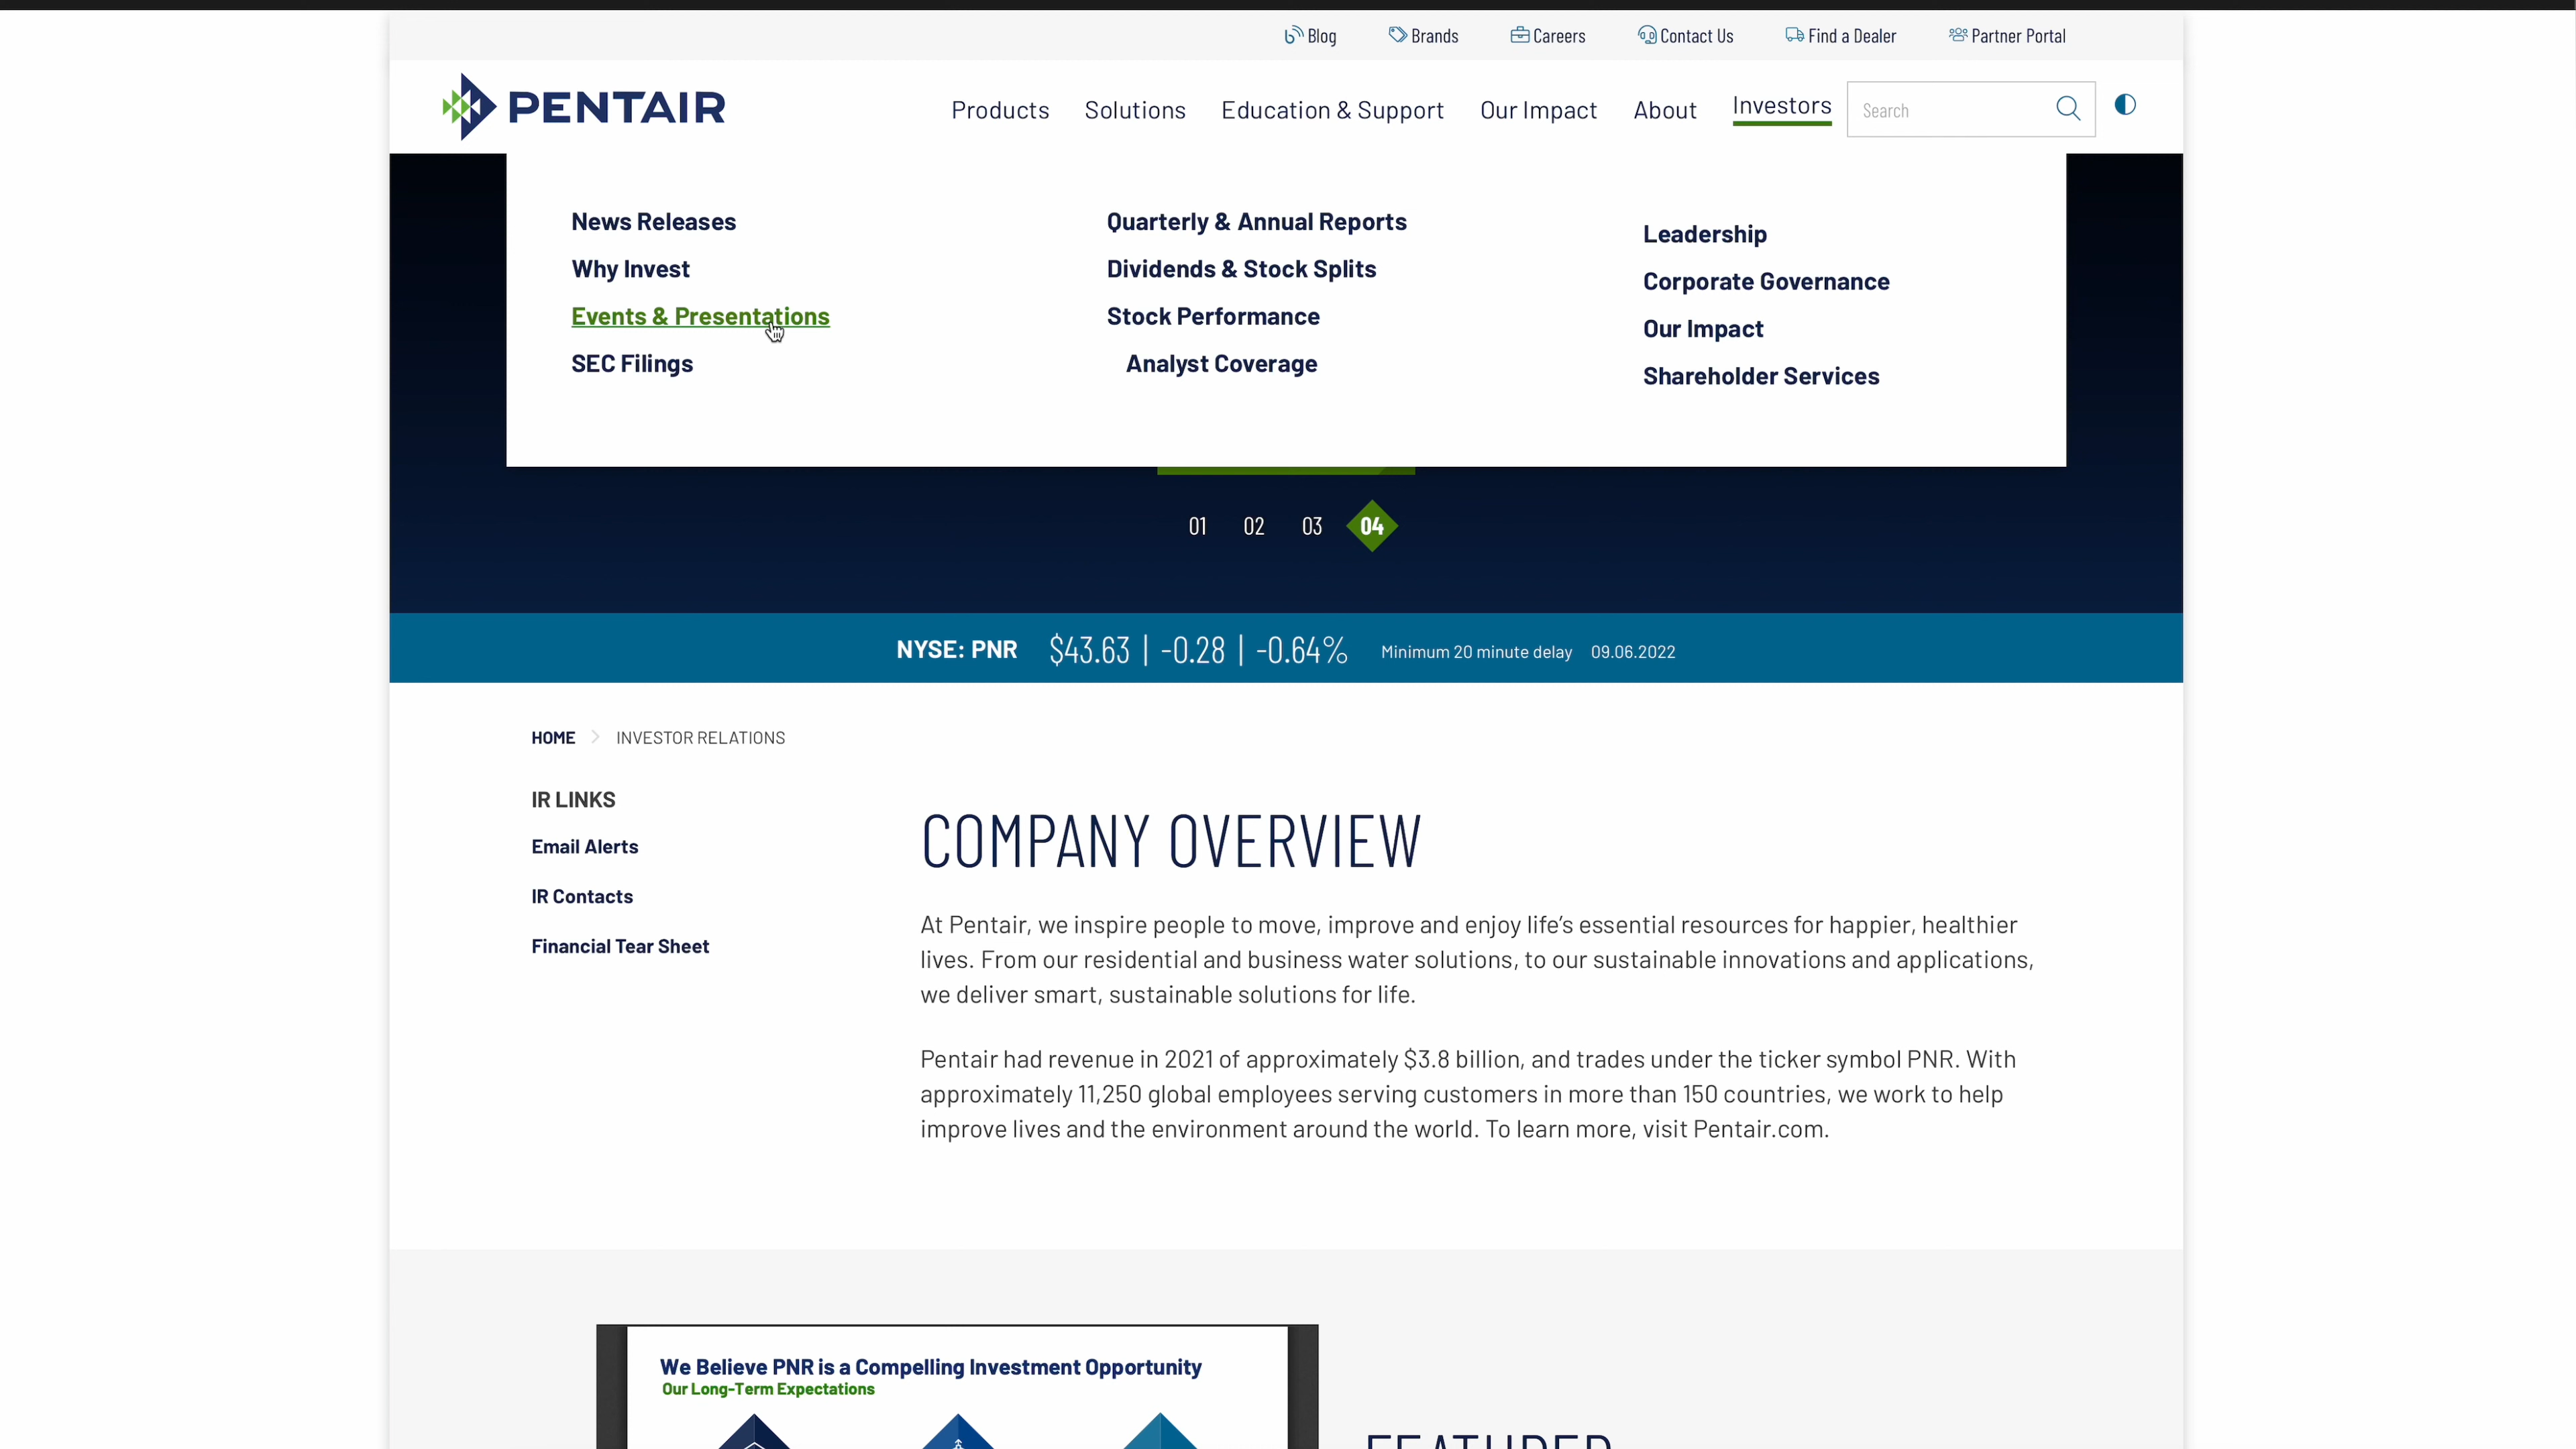 Blog
Brands
Careers
Contact Us
Find a Dealer
Partner Portal
PENTAIR
Products
Solutions
Education & Support
Our Impact
About
Investors
Search
News Releases
Why Invest
Events & Presentations
SEC Filings
Quarterly & Annual Reports
Dividends & Stock Splits
Stock Performance
Analyst Coverage
Leadership
Corporate Governance
Our Impact
Shareholder Services
01 02 03 04
NYSE: PNR $43.63 | -0.28 | -0.64% Minimum 20 minute delay 09.06.2022
HOME > INVESTOR RELATIONS
IR LINKS
Email Alerts
IR Contacts
Financial Tear Sheet
COMPANY OVERVIEW
At Pentair, we inspire people to move, improve and enjoy life's essential resources for happier, healthier
lives. From our residential and business water solutions, to our sustainable innovations and applications,
we deliver smart, sustainable solutions for life.
Pentair had revenue in 2021 of approximately $3.8 billion, and trades under the ticker symbol PNR. With
approximately 11,250 global employees serving customers in more than 150 countries, we work to help
improve lives and the environment around the world. To learn more, visit Pentair.com.
We Believe PNR is a Compelling Investment Opportunity
Our Long-Term Expectations
FEATURED